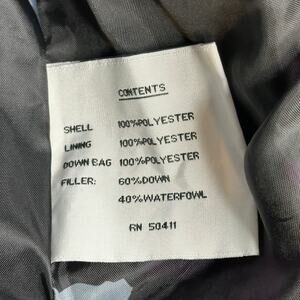 CONTENTS
SHELL 100%POLYESTER
LINING 100%POLYESTER
DOWN BAG 100%POLYESTER
FILLER: 60%DOWN
40%WATERFOWL
RN 50411